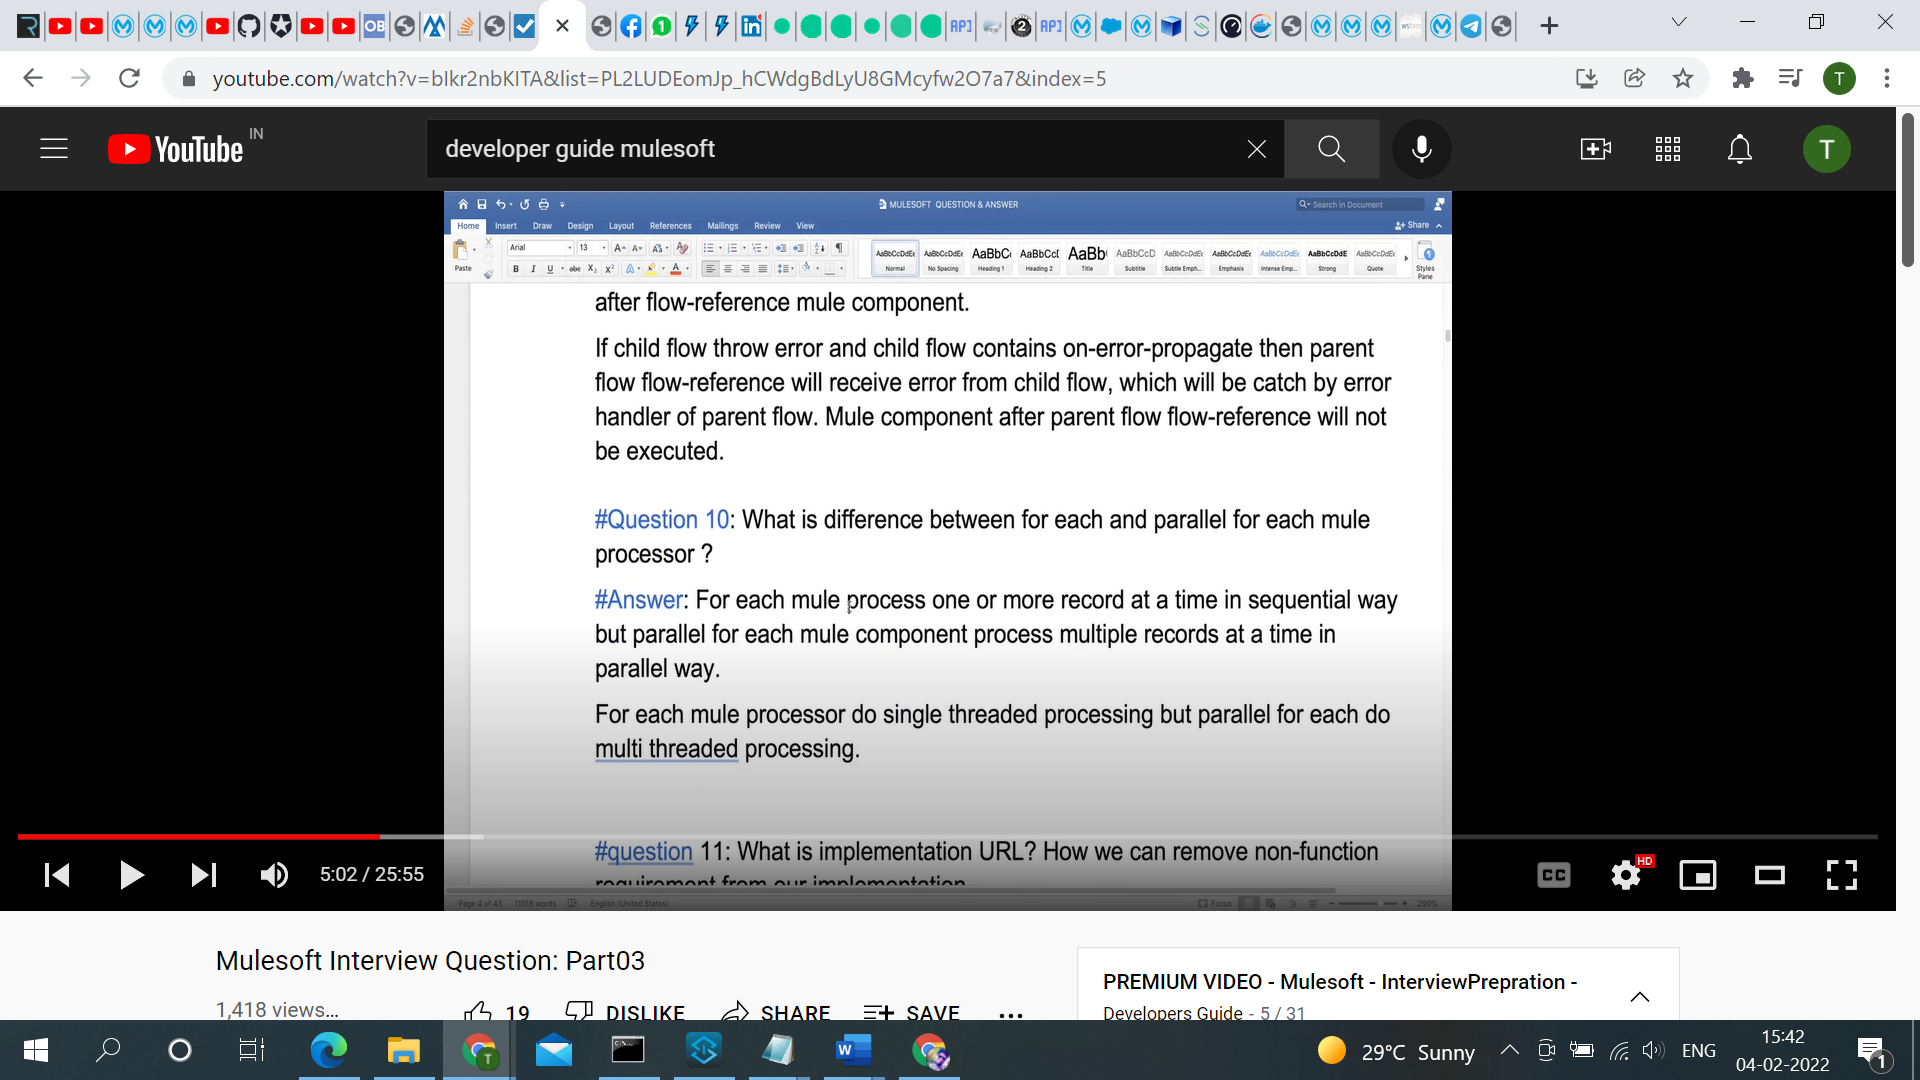 youtube.com/watch?v=bIkr2nbKITA&list=PL2LUDEomJp_hCWdgBdLyU8GMcyfw2O7a7&index=5
T
YouTube IN
developer guide mulesoft
T
MULESOFT QUESTION & ANSWER
Search in Document
Home Insert Draw Design Layout References Mailings Review View
Share
Paste
Arial 13
AaBbCcDdEe AaBbCcDdEe AaBbC AaBbCcD AaBb AaBbCcD AaBbCcDdEe AaBbCcDdEe AaBbCcDdEe AaBbCcDdE AaBbCcDdEe
Normal No Spacing Heading 1 Heading 2 Title Subtitle Subtle Emph... Emphasis Intense Emp... Strong Quote
Styles Pane
after flow-reference mule component.
If child flow throw error and child flow contains on-error-propagate then parent
flow flow-reference will receive error from child flow, which will be catch by error
handler of parent flow. Mule component after parent flow flow-reference will not
be executed.
#Question 10: What is difference between for each and parallel for each mule
processor ?
#Answer: For each mule process one or more record at a time in sequential way
but parallel for each mule component process multiple records at a time in
parallel way.
For each mule processor do single threaded processing but parallel for each do
multi threaded processing.
#question 11: What is implementation URL? How we can remove non-function
requirement from our implementation
Page 4 of 43 11018 words English (United States) Focus 290%
5:02 / 25:55
CC HD
Mulesoft Interview Question: Part03
1,418 views...
19 DISLIKE SHARE SAVE
PREMIUM VIDEO - Mulesoft - InterviewPrepration -
Developers Guide - 5 / 31
29°C Sunny
ENG
15:42
04-02-2022
1